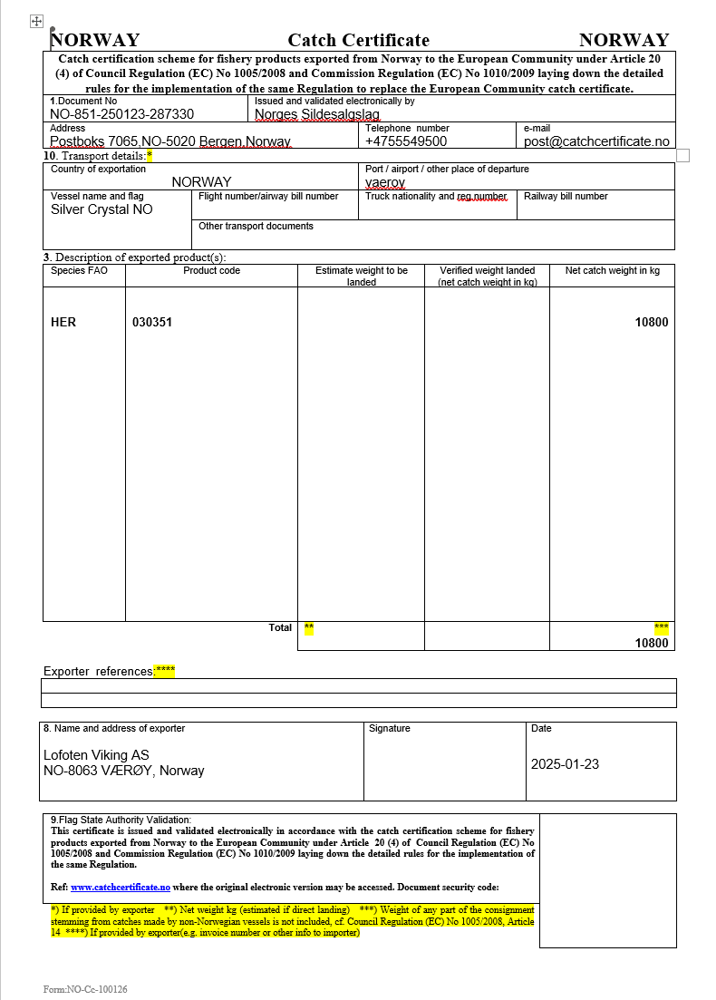 NORWAY Catch Certificate NORWAY
Catch certification scheme for fishery products exported from Norway to the European Community under Article 20
(4) of Council Regulation (EC) No 1005/2008 and Commission Regulation (EC) No 1010/2009 laying down the detailed
rules for the implementation of the same Regulation to replace the European Community catch certificate.
1.Document No Issued and validated electronically by
NO-851-250123-287330 Norges Sildesalgslag
Address Telephone number e-mail
Postboks 7065,NO-5020 Bergen,Norway +4755549500 post@catchcertificate.no
10. Transport details:*
Country of exportation Port / airport / other place of departure
NORWAY vaeroy
Vessel name and flag Flight number/airway bill number Truck nationality and reg.number Railway bill number
Silver Crystal NO
Other transport documents
3. Description of exported product(s):
Species FAO Product code Estimate weight to be Verified weight landed Net catch weight in kg
landed (net catch weight in kg)
HER 030351 10800
Total ** ***
10800
Exporter references:****
8. Name and address of exporter Signature Date
Lofoten Viking AS
NO-8063 VÆRØY, Norway 2025-01-23
9.Flag State Authority Validation:
This certificate is issued and validated electronically in accordance with the catch certification scheme for fishery
products exported from Norway to the European Community under Article 20 (4) of Council Regulation (EC) No
1005/2008 and Commission Regulation (EC) No 1010/2009 laying down the detailed rules for the implementation of
the same Regulation.
Ref: www.catchcertificate.no where the original electronic version may be accessed. Document security code:
*) If provided by exporter **) Net weight kg (estimated if direct landing) ***) Weight of any part of the consignment
stemming from catches made by non-Norwegian vessels is not included, cf. Council Regulation (EC) No 1005/2008, Article
14 ****) If provided by exporter(e.g. invoice number or other info to importer)
Form:NO-Cc-100126